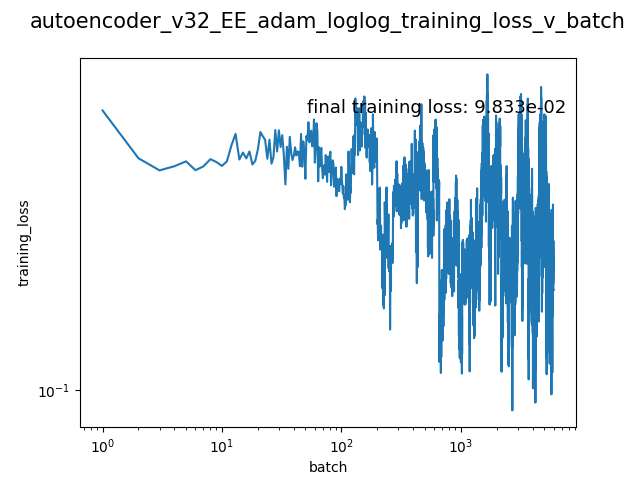 autoencoder_v32_EE_adam_loglog_training_loss_v_batch
final training loss: 9.833e-02
training_loss
10⁻¹
10⁰ 10¹ 10² 10³
batch